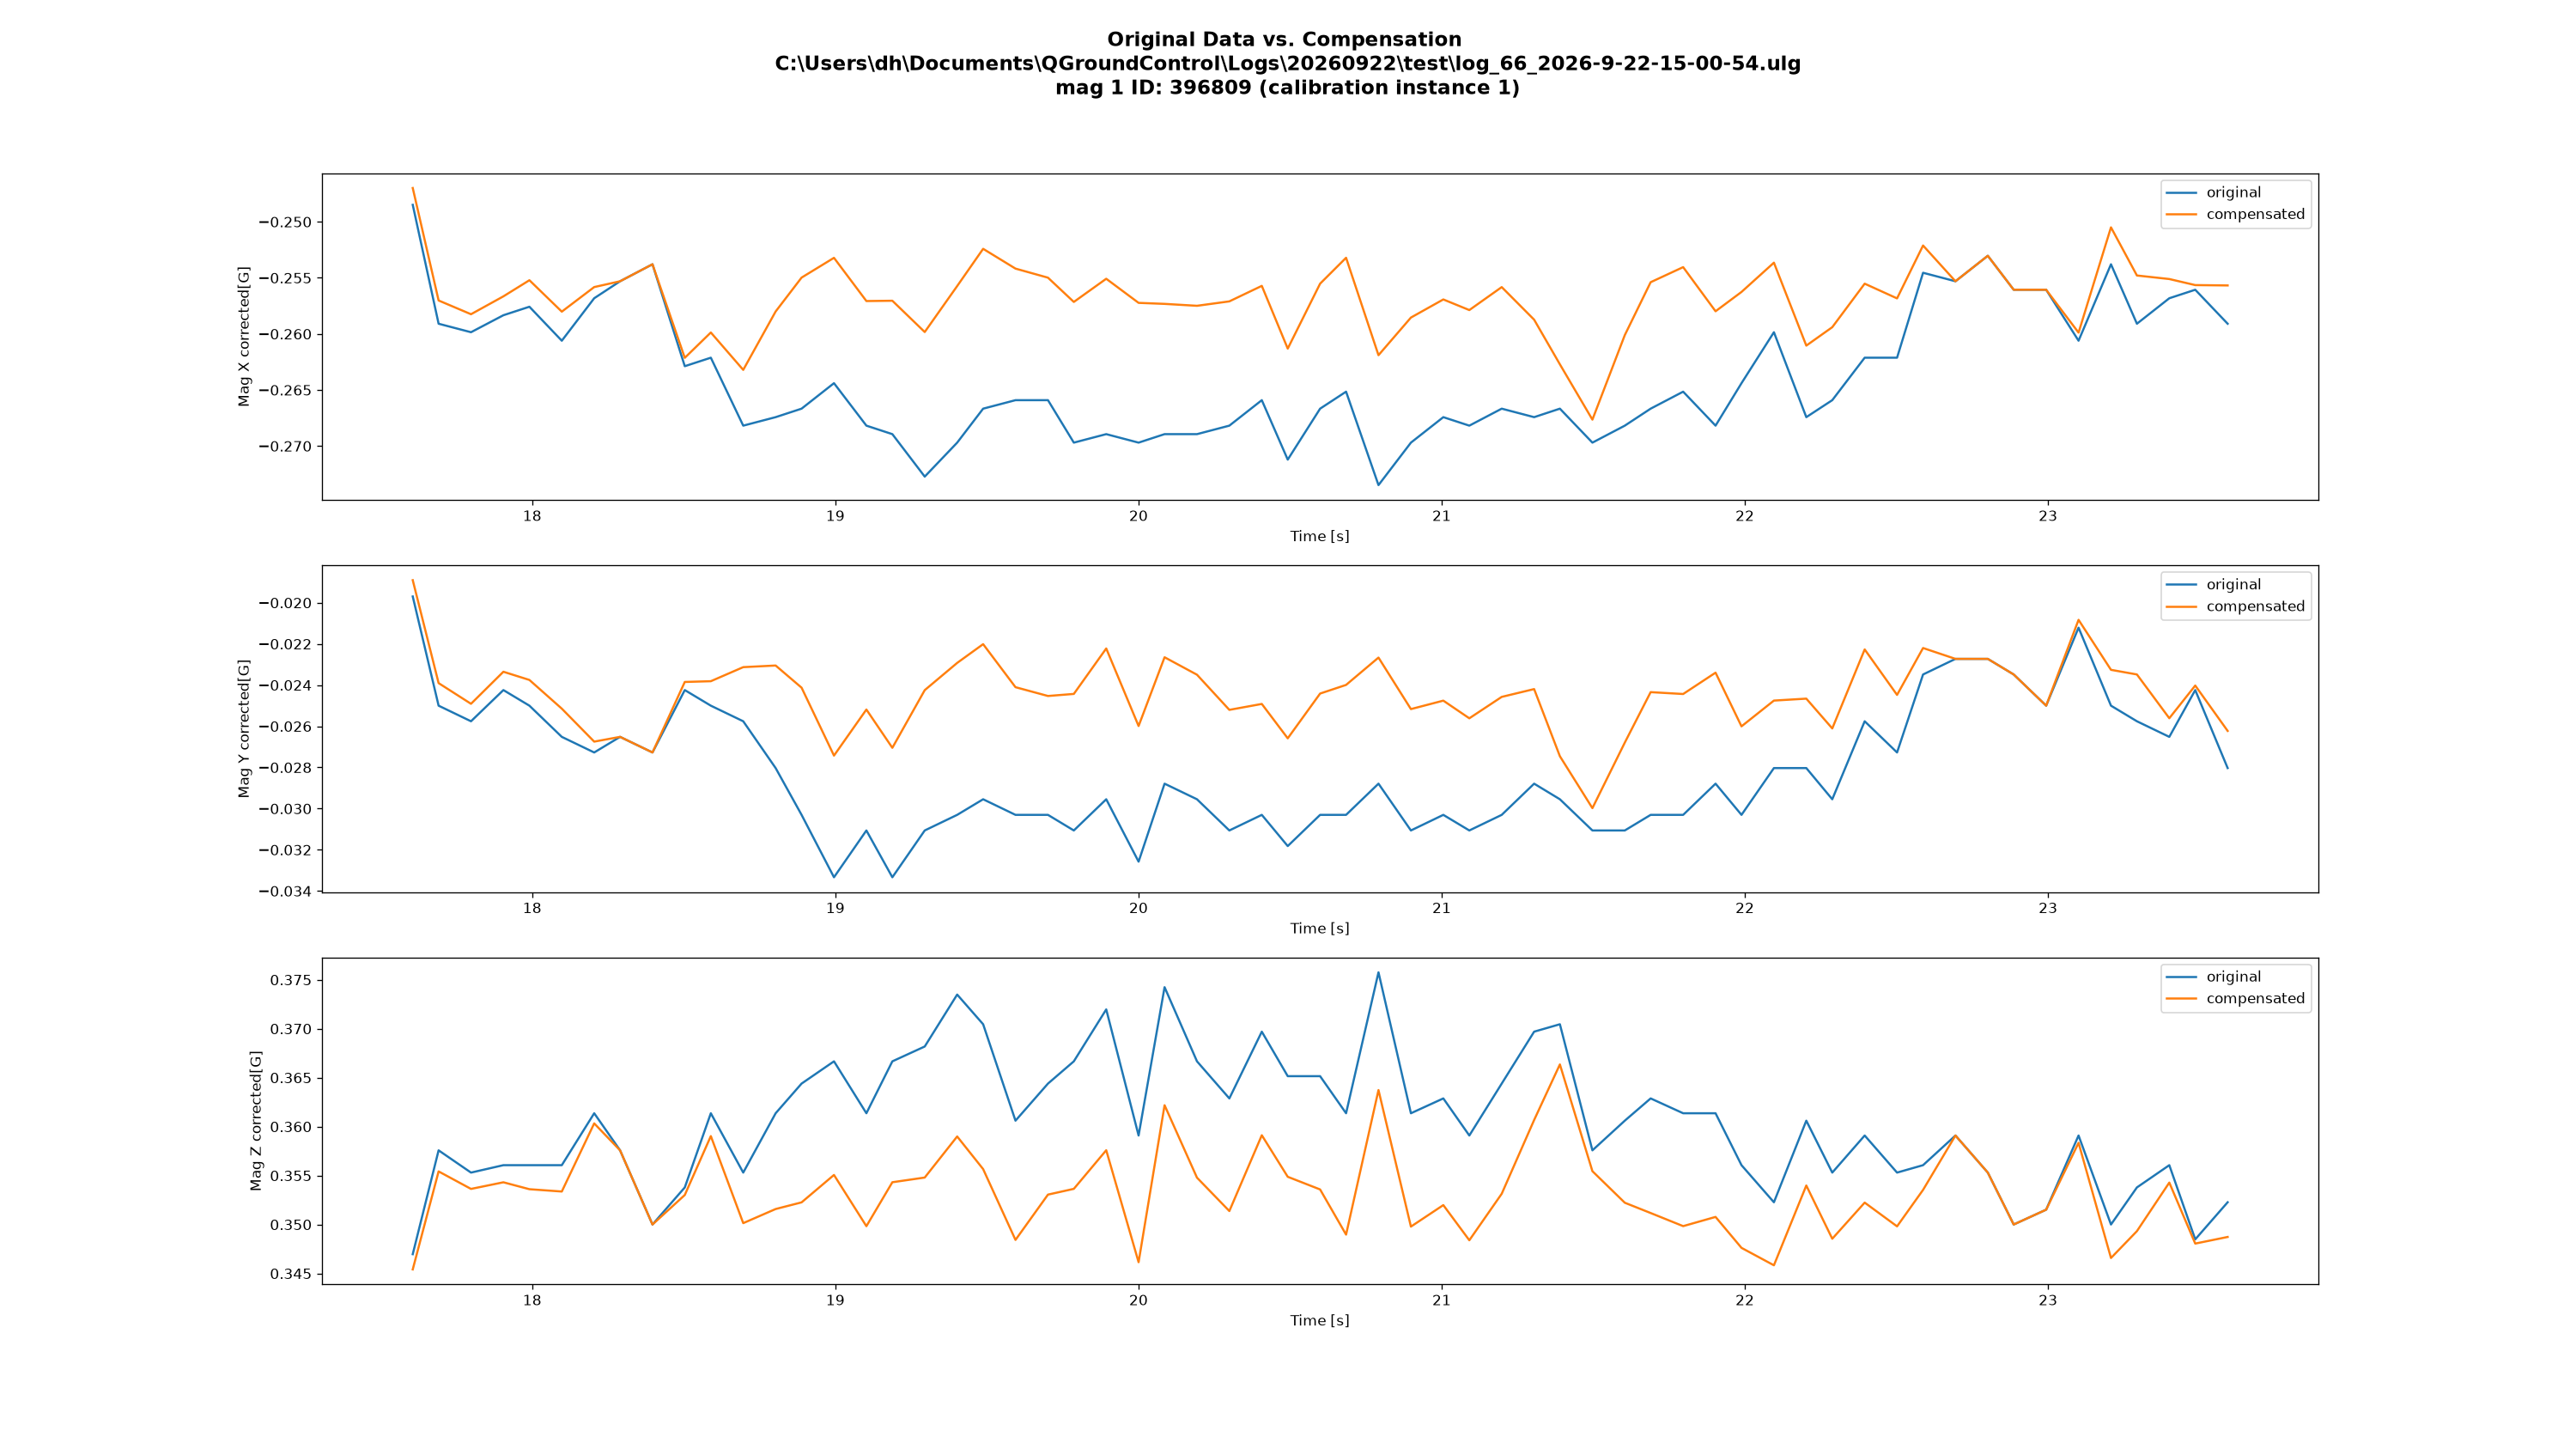 Original Data vs. Compensation
C:\Users\dh\Documents\QGroundControl\Logs\20260922\test\log_66_2026-9-22-15-00-54.ulg
mag 1 ID: 396809 (calibration instance 1)
original
compensated
−0.250
−0.255
−0.260
−0.265
−0.270
Mag X corrected[G]
18 19 20 21 22 23
Time [s]
original
compensated
−0.020
−0.022
−0.024
−0.026
−0.028
−0.030
−0.032
−0.034
Mag Y corrected[G]
18 19 20 21 22 23
Time [s]
original
compensated
0.375
0.370
0.365
0.360
0.355
0.350
0.345
Mag Z corrected[G]
18 19 20 21 22 23
Time [s]